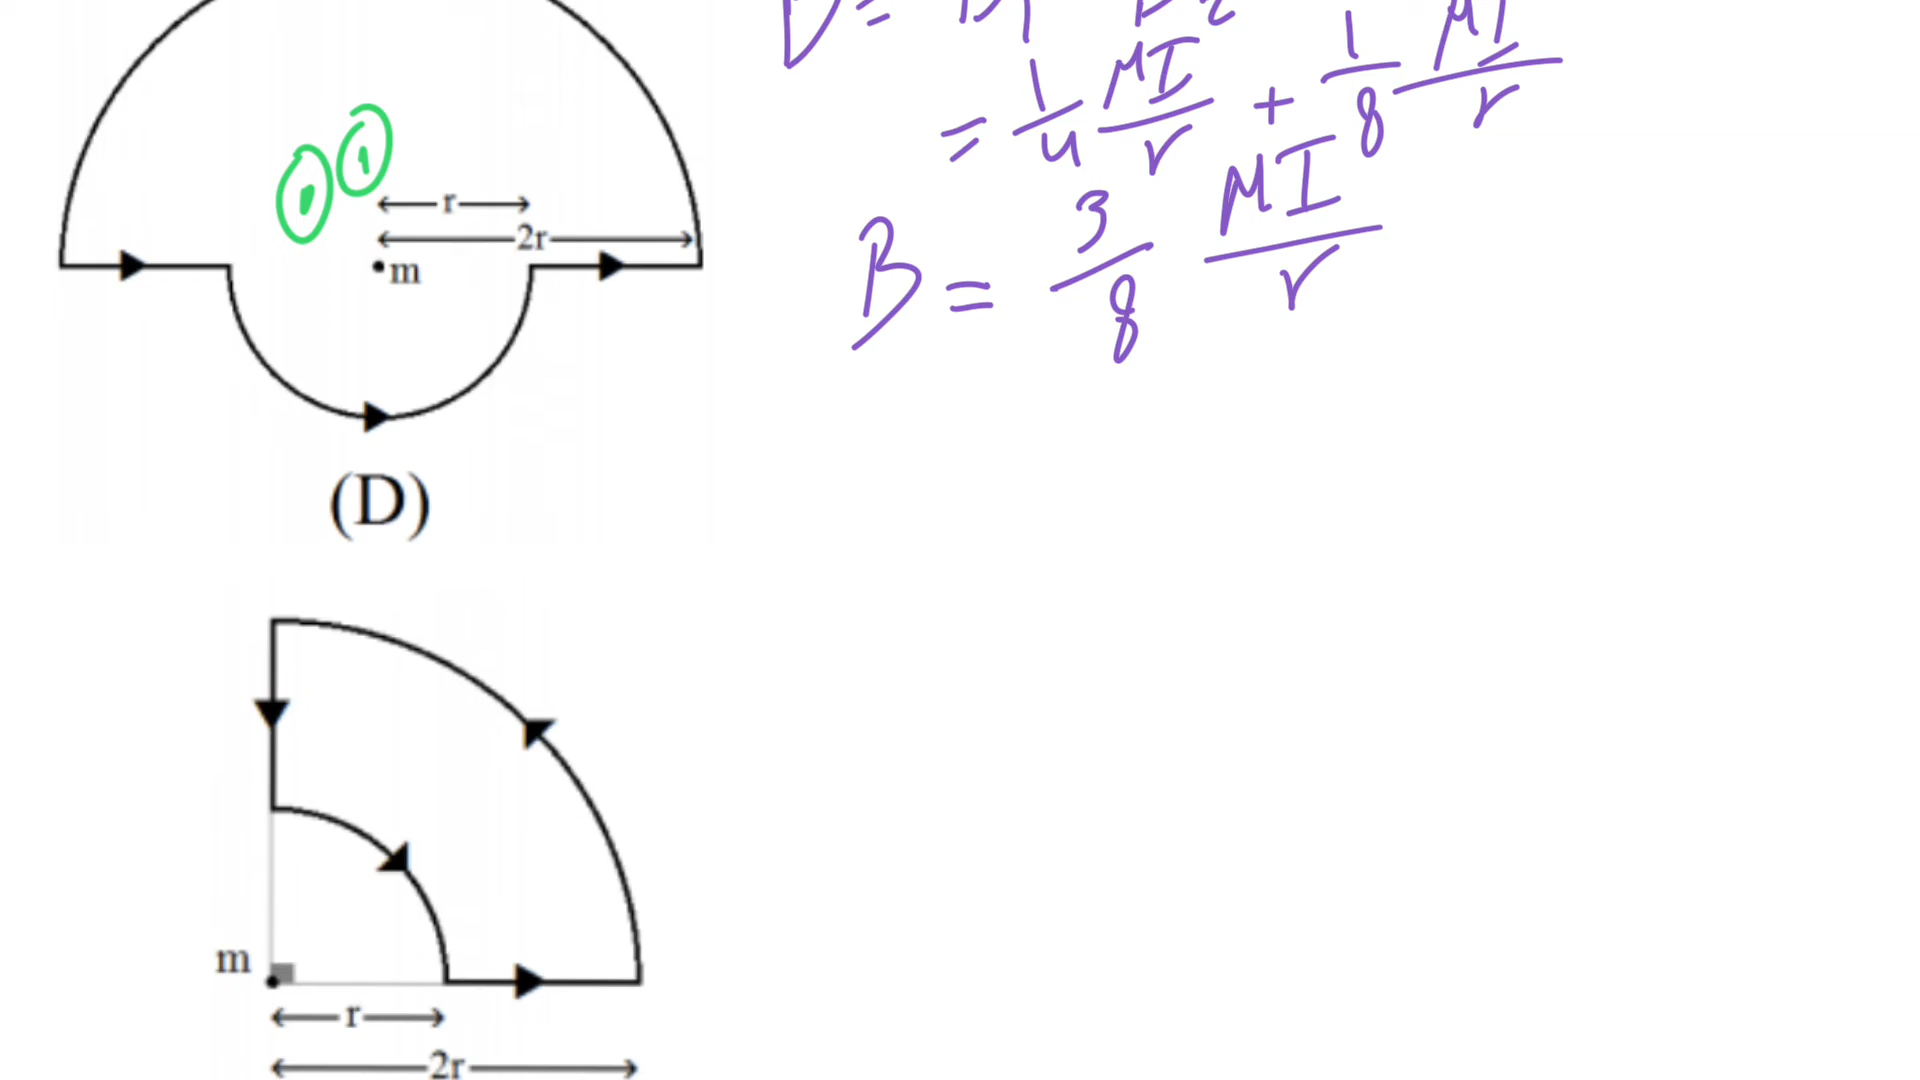 B = B₁ B₂
= 1/4 μI/r + 1/8 μI/r
B = 3/8 μI/r
r
2r
m
(D)
m
r
2r